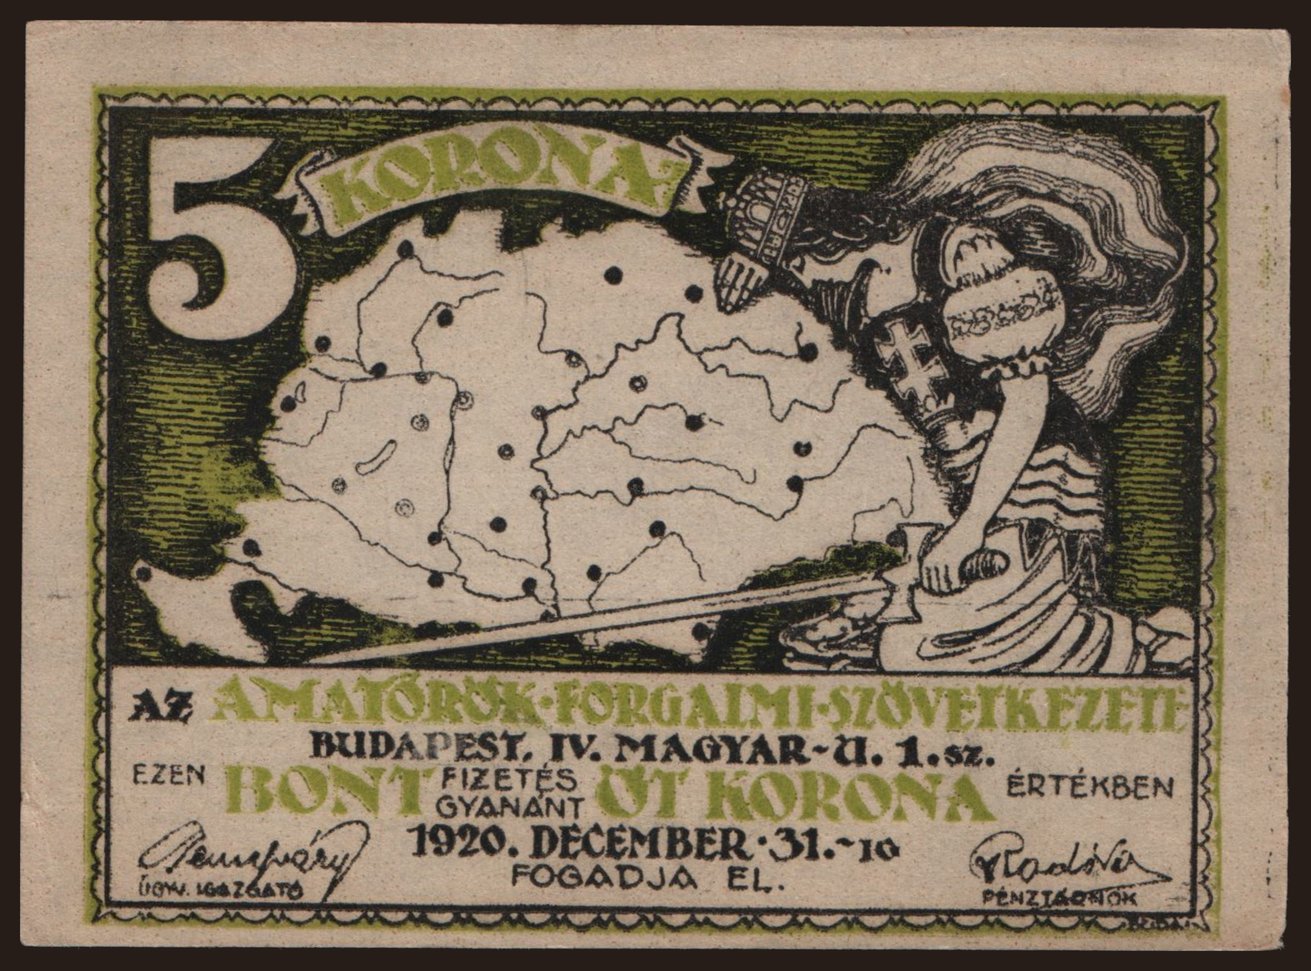 5 KORONA
AZ AMATŐRÖK·FORGALMI·SZÖVETKEZETE
BUDAPEST. IV. MAGYAR-U. 1. SZ.
EZEN BONT FIZETÉS GYANÁNT ÖT KORONA ÉRTÉKBEN
1920. DECEMBER·31.-IG
FOGADJA EL.
ÜGYV. IGAZGATÓ
PÉNZTÁRNOK